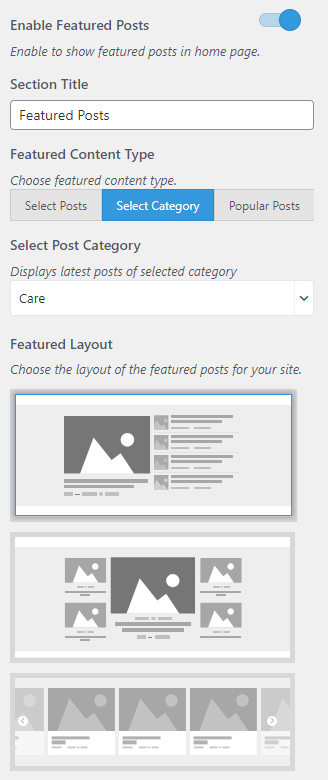 Enable Featured Posts
Enable to show featured posts in home page.
Section Title
Featured Posts
Featured Content Type
Choose featured content type.
Select Posts Select Category Popular Posts
Select Post Category
Displays latest posts of selected category
Care
Featured Layout
Choose the layout of the featured posts for your site.